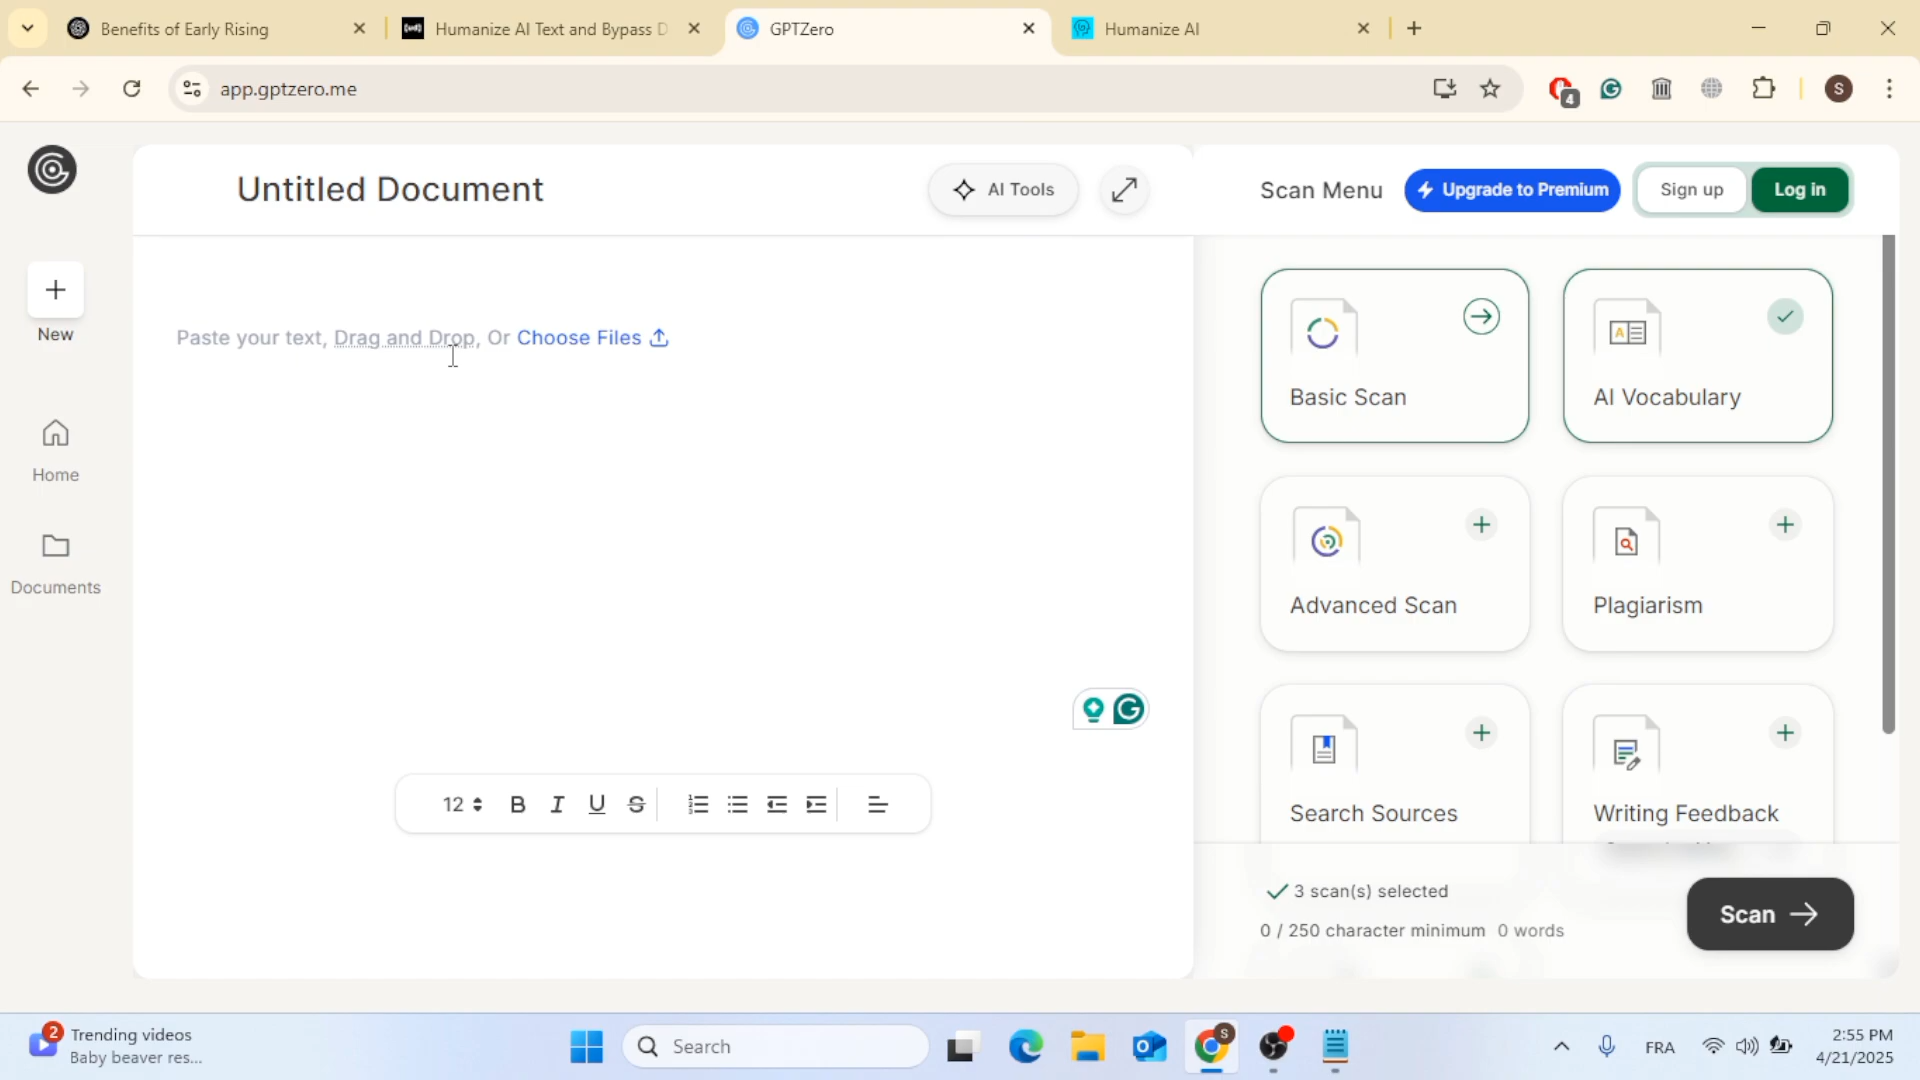 Benefits of Early Rising
Humanize AI Text and Bypass D
GPTZero
Humanize AI
app.gptzero.me
4
S
Untitled Document
AI Tools
Scan Menu
Upgrade to Premium
Sign up
Log in
New
Paste your text, Drag and Drop, Or Choose Files
Basic Scan
AI Vocabulary
Home
Documents
Advanced Scan
Plagiarism
12 B I U S
Search Sources
Writing Feedback
3 scan(s) selected
0 / 250 character minimum 0 words
Scan
2
Trending videos
Baby beaver res...
Search
S
FRA
2:55 PM
4/21/2025